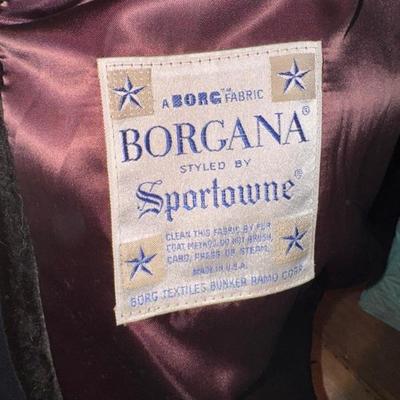 A BORG™ FABRIC
BORGANA®
STYLED BY
Sportowne®
CLEAN THIS FABRIC BY FUR
COAT METHOD. DO NOT BRUSH,
CARD, PRESS OR STEAM.
MADE IN U.S.A.
BORG TEXTILES BUNKER RAMO CORP.